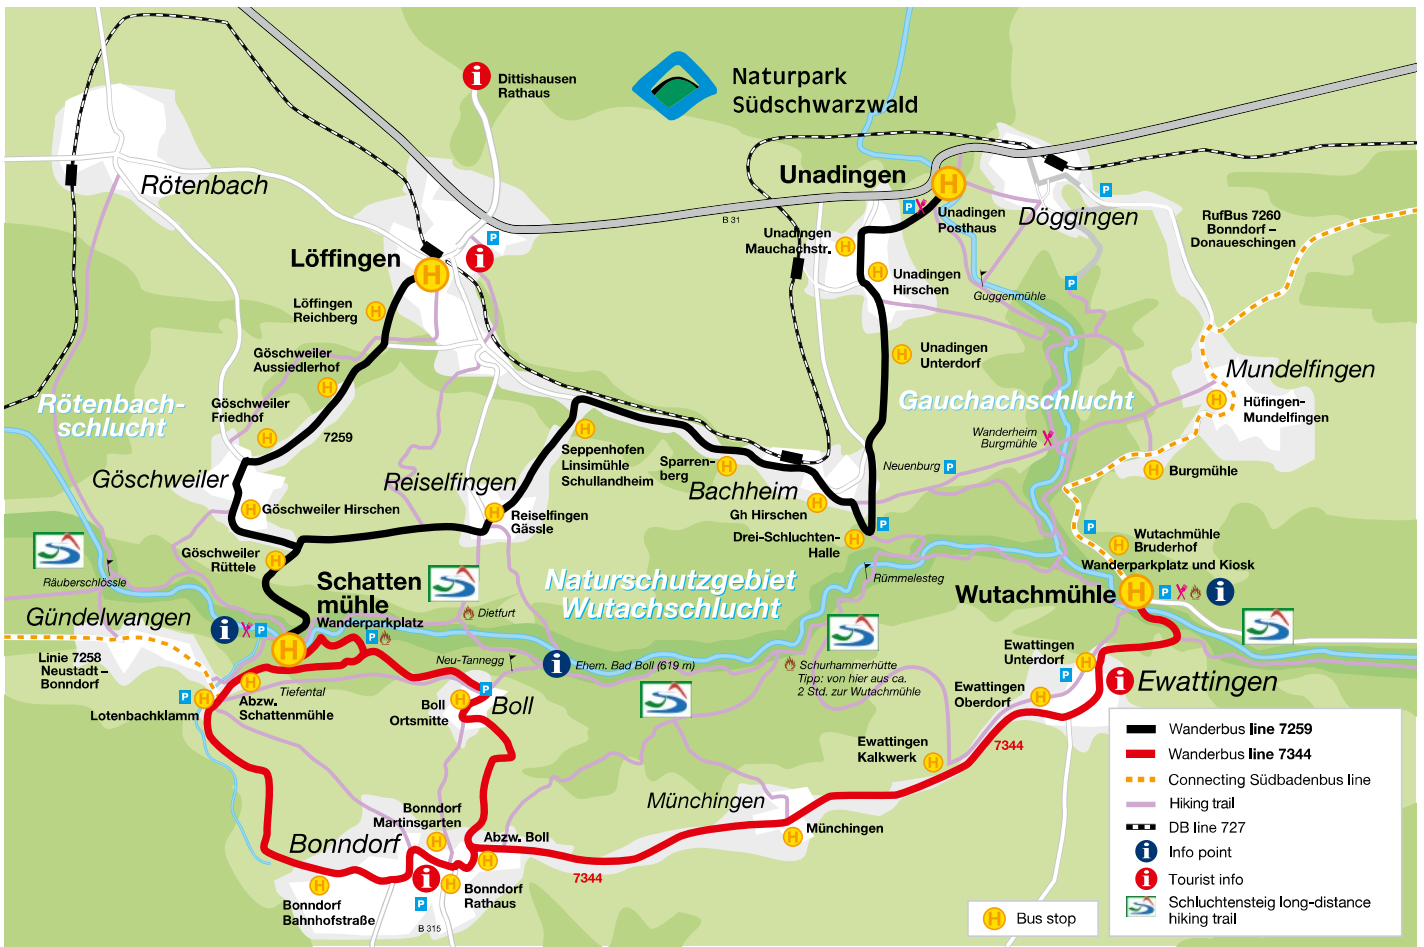 Dittishausen
Rathaus
Naturpark
Südschwarzwald
Rötenbach
Unadingen
P
H
P
Unadingen
Posthaus
Döggingen
P
RufBus 7260
Bonndorf –
Donaueschingen
B 31
Unadingen
Mauchachstr.
H
Löffingen
H
i
P
H
Unadingen
Hirschen
Guggenmühle
P
Löffingen
Reichberg
H
Göschweiler
Aussiedlerhof
H
Unadingen
Unterdorf
H
Mundelfingen
Göschweiler
Friedhof
H
7259
Rötenbach-
schlucht
Gauchachschlucht
H
Hüfingen-
Mundelfingen
Wanderheim
Burgmühle
H
Seppenhofen
Linsimühle
Schullandheim
Sparren-
berg
H
Neuenburg
P
H
Burgmühle
Göschweiler
Reiselfingen
Bachheim
H
Göschweiler Hirschen
H
Reiselfingen
Gässle
H
Gh Hirschen
P
Drei-Schluchten-
Halle
H
P
H
Wutachmühle
Bruderhof
Wanderparkplatz und Kiosk
Göschweiler
Rüttele
H
Räuberschlössle
Schatten
mühle
Wanderparkplatz
Naturschutzgebiet
Wutachschlucht
Rümmelesteg
Wutachmühle
H
P
i
Dietfurt
Gündelwangen
i
P
H
P
Linie 7258
Neustadt –
Bonndorf
Neu-Tannegg
i
Ehem. Bad Boll (619 m)
Schurhammerhütte
Tipp: von hier aus ca.
2 Std. zur Wutachmühle
Ewattingen
Unterdorf
H
P
i
Ewattingen
P
H
Lotenbachklamm
H
Abzw.
Schattenmühle
Tiefental
P
H
Boll
Ortsmitte
Boll
Ewattingen
Oberdorf
H
Ewattingen
Kalkwerk
H
7344
Münchingen
H
Münchingen
Bonndorf
Martinsgarten
H
Abzw. Boll
H
Bonndorf
7344
H
Bonndorf
Bahnhofstraße
i
P
H
Bonndorf
Rathaus
B 315
H
Bus stop
Wanderbus line 7259
Wanderbus line 7344
Connecting Südbadenbus line
Hiking trail
DB line 727
i
Info point
i
Tourist info
Schluchtensteig long-distance
hiking trail